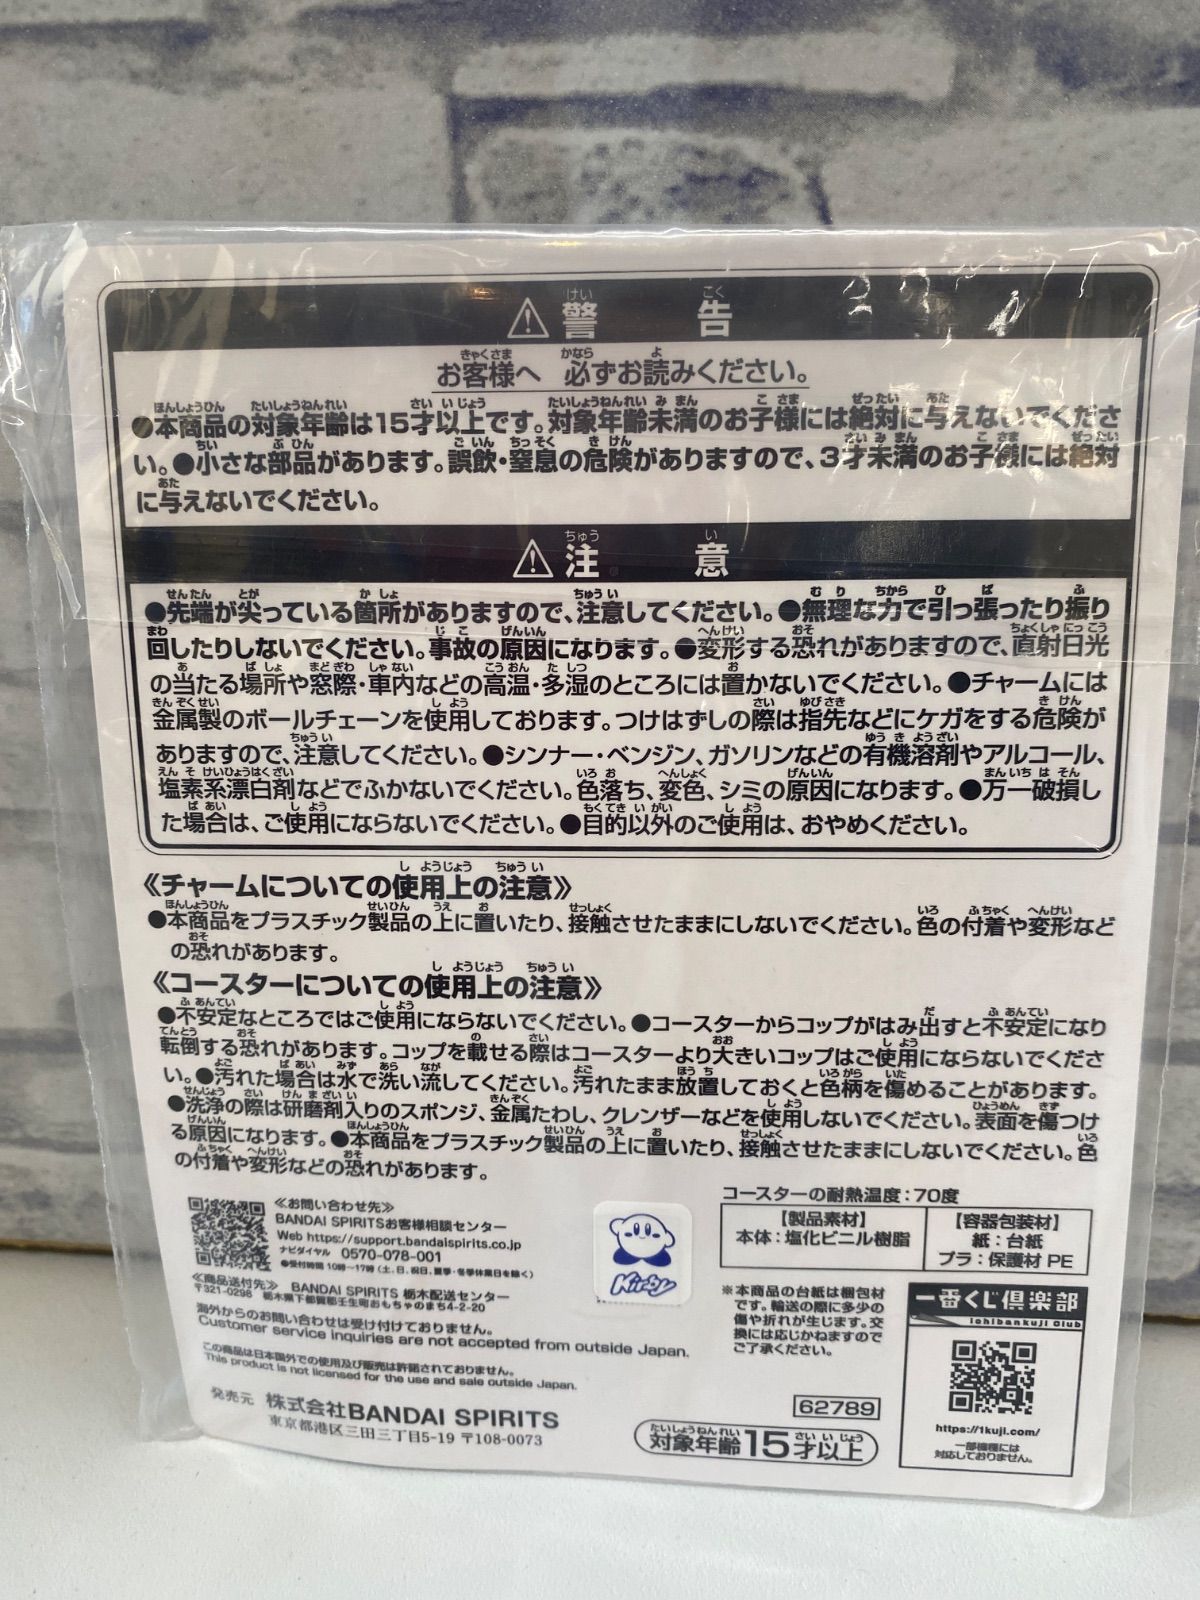 ⚠警告
お客様へ 必ずお読みください。
●本商品の対象年齢は15才以上です。対象年齢未満のお子様には絶対に与えないでくださ
い。●小さな部品があります。誤飲・窒息の危険がありますので、3才未満のお子様には絶対
に与えないでください。
⚠注意
●先端が尖っている箇所がありますので、注意してください。●無理な力で引っ張ったり振り
回したりしないでください。事故の原因になります。●変形する恐れがありますので、直射日光
の当たる場所や窓際・車内などの高温・多湿のところには置かないでください。●チャームには
金属製のボールチェーンを使用しております。つけはずしの際は指先などにケガをする危険が
ありますので、注意してください。●シンナー・ベンジン、ガソリンなどの有機溶剤やアルコール、
塩素系漂白剤などでふかないでください。色落ち、変色、シミの原因になります。●万一破損し
た場合は、ご使用にならないでください。●目的以外のご使用は、おやめください。
《チャームについての使用上の注意》
●本商品をプラスチック製品の上に置いたり、接触させたままにしないでください。色の付着や変形など
の恐れがあります。
《コースターについての使用上の注意》
●不安定なところではご使用にならないでください。●コースターからコップがはみ出すと不安定になり
転倒する恐れがあります。コップを載せる際はコースターより大きいコップはご使用にならないでくださ
い。●汚れた場合は水で洗い流してください。汚れたまま放置しておくと色柄を傷めることがあります。
●洗浄の際は研磨剤入りのスポンジ、金属たわし、クレンザーなどを使用しないでください。表面を傷つけ
る原因になります。●本商品をプラスチック製品の上に置いたり、接触させたままにしないでください。色
の付着や変形などの恐れがあります。
≪お問い合わせ先≫
BANDAI SPIRITSお客様相談センター
Web https://support.bandaispirits.co.jp
ナビダイヤル 0570-078-001
●受付時間 10時〜17時(土、日、祝日、夏季・冬季休業日を除く)
≪商品送付先≫ BANDAI SPIRITS 栃木配送センター
〒321-0298 栃木県下都賀郡壬生町おもちゃのまち4-2-20
海外からのお問い合わせは受け付けておりません。
Customer service inquiries are not accepted from outside Japan.
この商品は日本国外での使用及び販売は許諾されておりません。
This product is not licensed for the use and sale outside Japan.
発売元 株式会社BANDAI SPIRITS
東京都港区三田三丁目5-19 〒108-0073
Kirby
コースターの耐熱温度:70度
【製品素材】
本体:塩化ビニル樹脂
【容器包装材】
紙:台紙
プラ:保護材 PE
※本商品の台紙は梱包材
です。輸送の際に多少の
傷や折れが生じます。交
換には応じかねますので
ご了承ください。
62789
対象年齢15才以上
一番くじ倶楽部
Ichibankuji Club
https://1kuji.com/
一部機種には
対応しておりません。